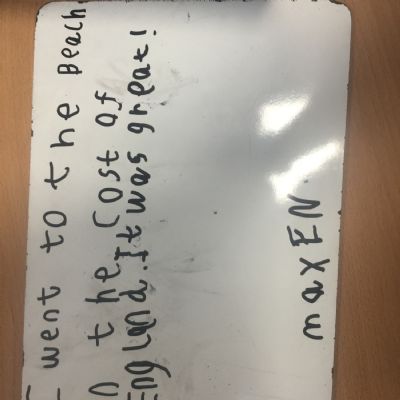 I went to the Beach
n the Cost of
England. It was great!
maxEN.